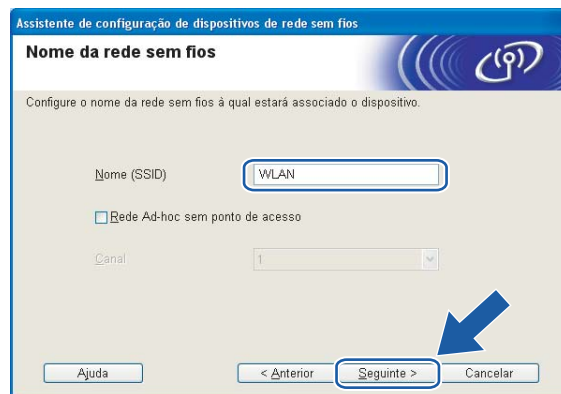 Assistente de configuração de dispositivos de rede sem fios
Nome da rede sem fios
Configure o nome da rede sem fios à qual estará associado o dispositivo.
Nome (SSID) WLAN
Rede Ad-hoc sem ponto de acesso
Canal 1
Ajuda < Anterior Seguinte > Cancelar